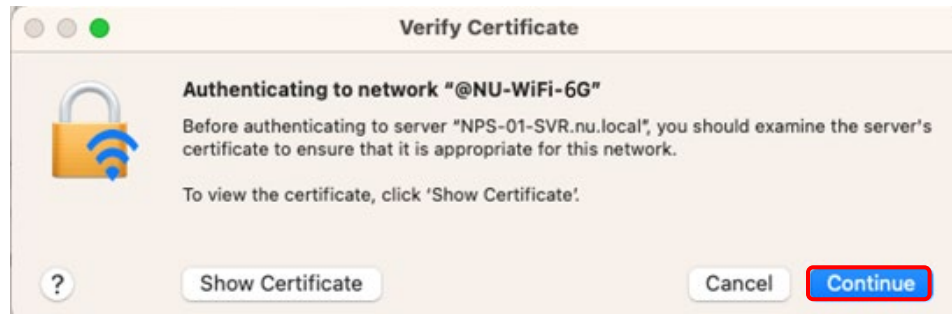 Verify Certificate
Authenticating to network “@NU-WiFi-6G”
Before authenticating to server “NPS-01-SVR.nu.local”, you should examine the server's
certificate to ensure that it is appropriate for this network.
To view the certificate, click ‘Show Certificate’.
?
Show Certificate
Cancel
Continue